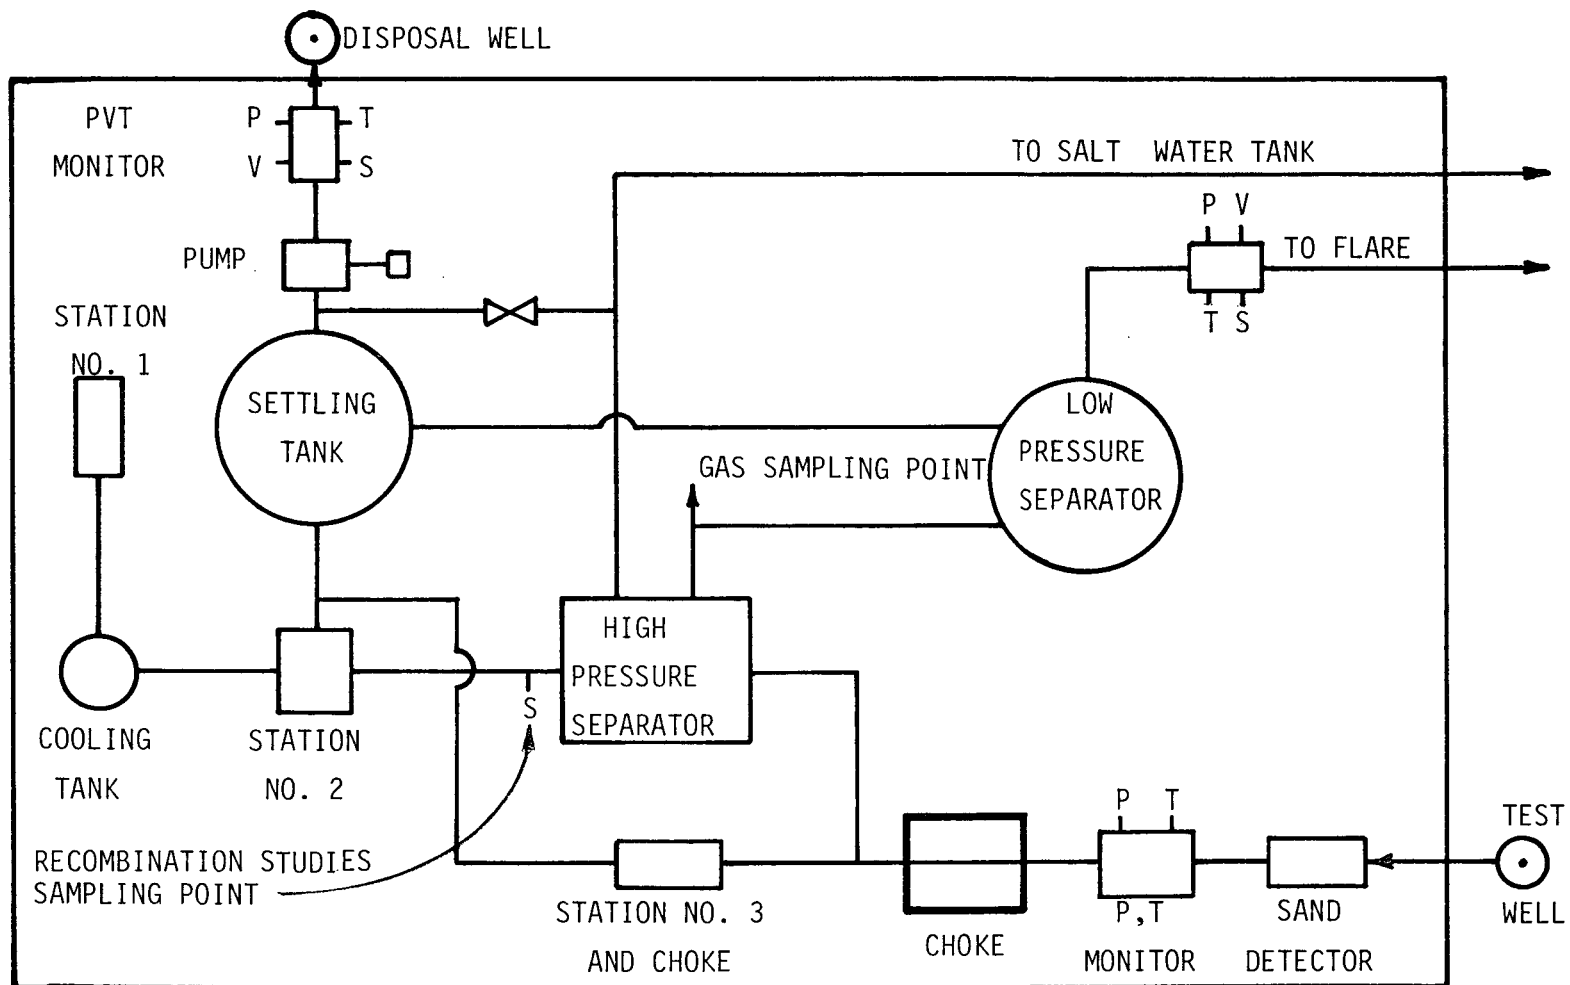 DISPOSAL WELL
PVT
MONITOR
P T
V S
TO SALT WATER TANK
P V
TO FLARE
T S
PUMP
STATION
NO. 1
SETTLING
TANK
LOW
PRESSURE
SEPARATOR
GAS SAMPLING POINT
HIGH
PRESSURE
SEPARATOR
S
COOLING
TANK
STATION
NO. 2
RECOMBINATION STUDIES
SAMPLING POINT
STATION NO. 3
AND CHOKE
CHOKE
P T
P,T
MONITOR
SAND
DETECTOR
TEST
WELL